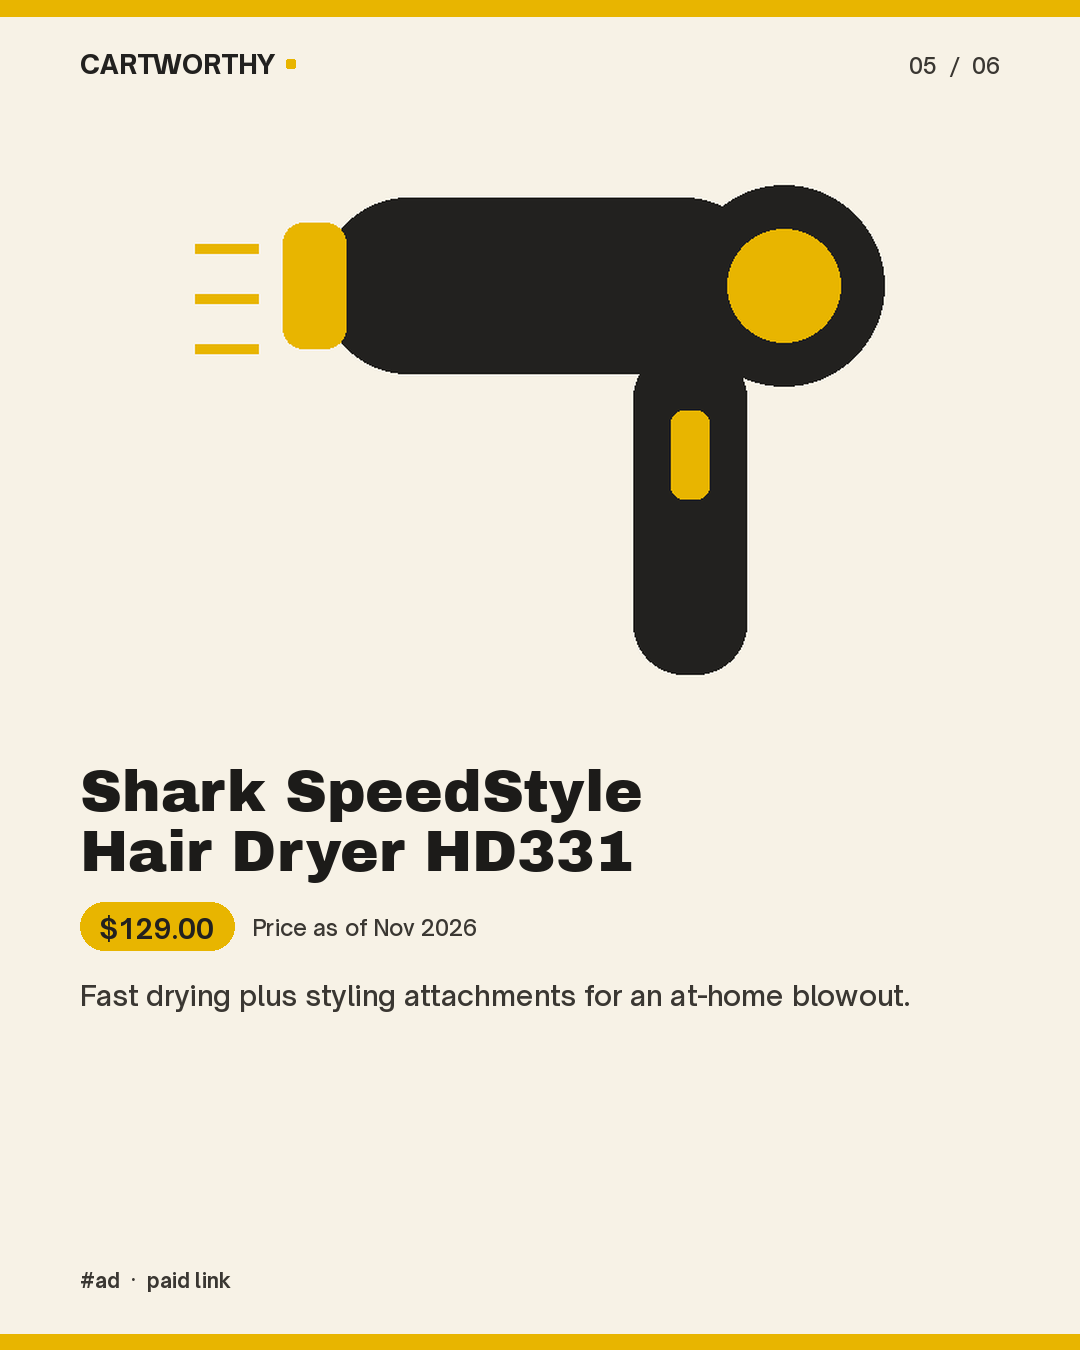 CARTWORTHY
05 / 06
Shark SpeedStyle
Hair Dryer HD331
$129.00 Price as of Nov 2026
Fast drying plus styling attachments for an at-home blowout.
#ad · paid link